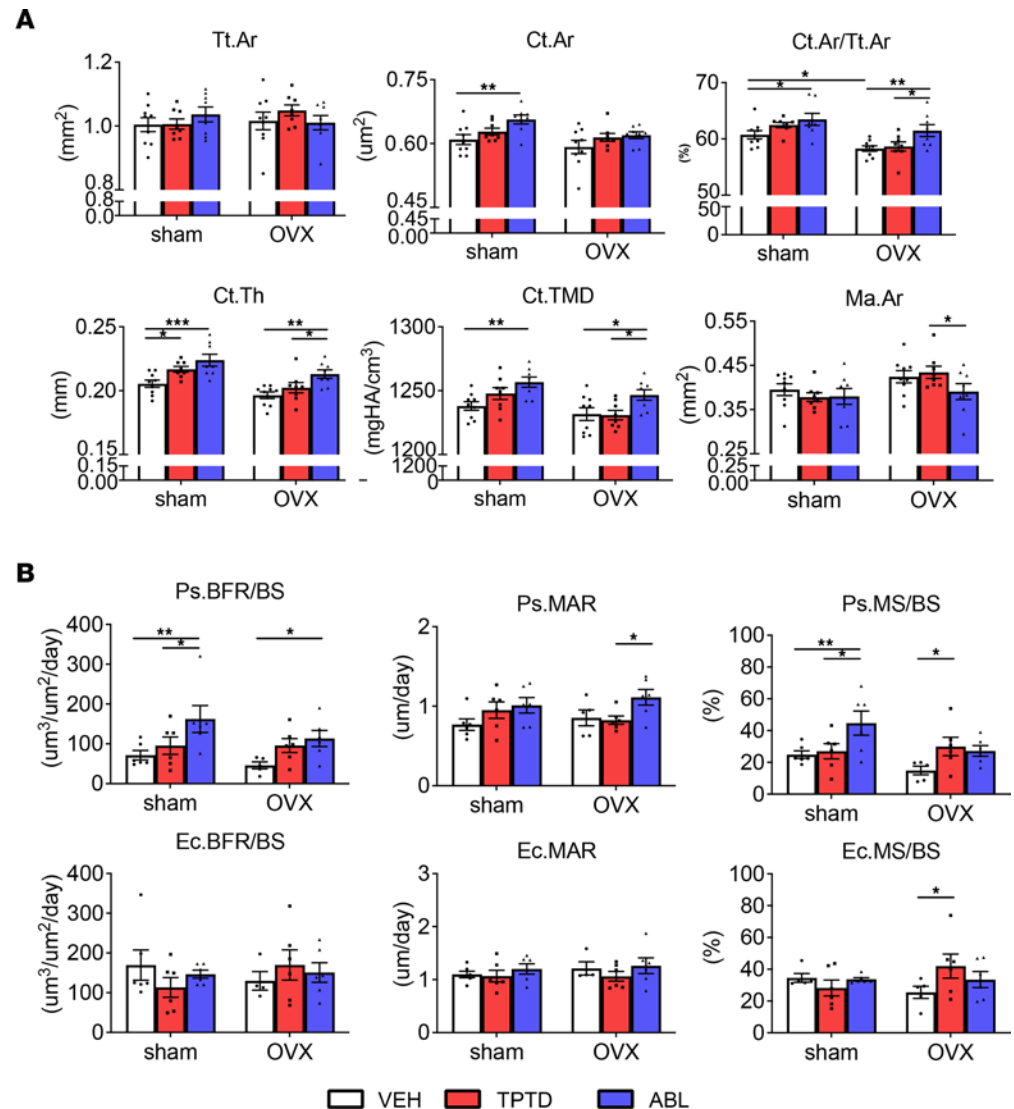 A
Tt.Ar
Ct.Ar
Ct.Ar/Tt.Ar
(mm²)
1.2
1.0
0.8
0.8
0.0
sham
OVX
(um²)
0.75
0.60
0.45
0.45
0.00
**
sham
OVX
(%)
70
60
50
50
0
*
*
**
*
sham
OVX
Ct.Th
Ct.TMD
Ma.Ar
(mm)
0.25
0.20
0.15
0.15
0.00
***
*
**
*
sham
OVX
(mgHA/cm³)
1300
1250
1200
1200
0
**
*
*
sham
OVX
(mm²)
0.55
0.45
0.35
0.25
0.25
0.00
*
sham
OVX
B
Ps.BFR/BS
Ps.MAR
Ps.MS/BS
(um³/um²/day)
400
300
200
100
0
**
*
*
sham
OVX
(um/day)
2
1
0
*
sham
OVX
(%)
100
80
60
40
20
0
**
*
*
sham
OVX
Ec.BFR/BS
Ec.MAR
Ec.MS/BS
(um³/um²/day)
400
300
200
100
0
sham
OVX
(um/day)
3
2
1
0
sham
OVX
(%)
100
80
60
40
20
0
*
sham
OVX
VEH
TPTD
ABL